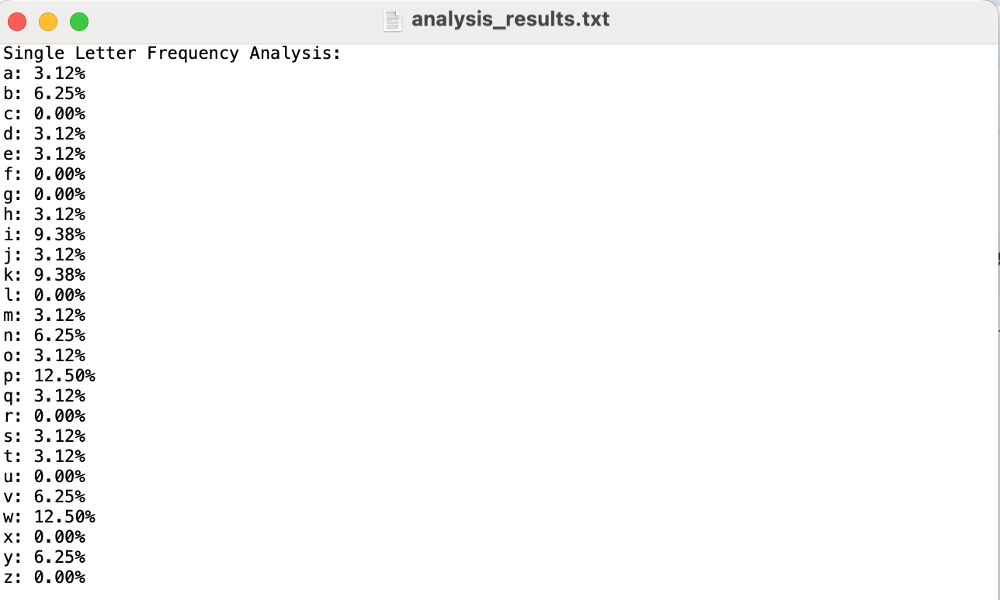 analysis_results.txt
Single Letter Frequency Analysis:
a: 3.12%
b: 6.25%
c: 0.00%
d: 3.12%
e: 3.12%
f: 0.00%
g: 0.00%
h: 3.12%
i: 9.38%
j: 3.12%
k: 9.38%
l: 0.00%
m: 3.12%
n: 6.25%
o: 3.12%
p: 12.50%
q: 3.12%
r: 0.00%
s: 3.12%
t: 3.12%
u: 0.00%
v: 6.25%
w: 12.50%
x: 0.00%
y: 6.25%
z: 0.00%